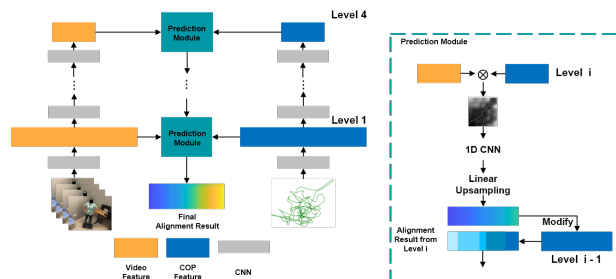 Level 4
Prediction
Module
Level 1
Prediction
Module
Final
Alignment Result
Video
Feature
COP
Feature
CNN
Prediction Module
Level i
1D CNN
Linear
Upsampling
Modify
Alignment
Result from
Level i
Level i - 1